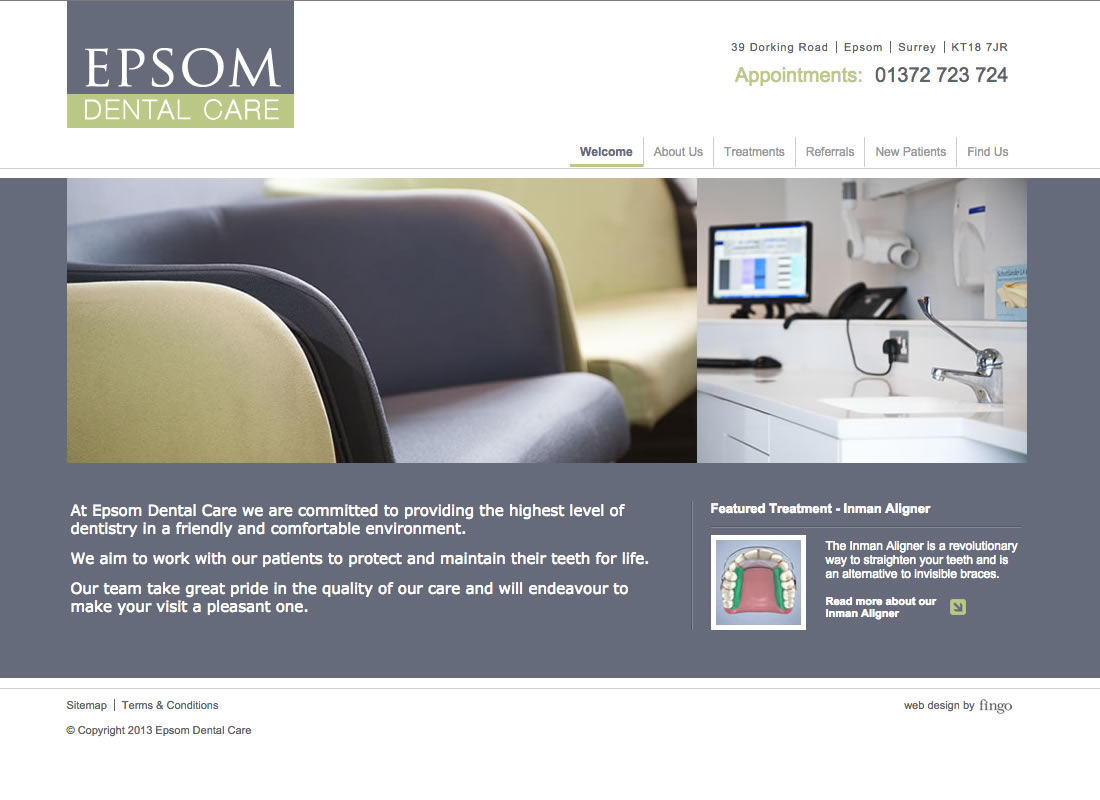 EPSOM
DENTAL CARE
39 Dorking Road | Epsom | Surrey | KT18 7JR
Appointments: 01372 723 724
Welcome
About Us
Treatments
Referrals
New Patients
Find Us
At Epsom Dental Care we are committed to providing the highest level of
dentistry in a friendly and comfortable environment.
We aim to work with our patients to protect and maintain their teeth for life.
Our team take great pride in the quality of our care and will endeavour to
make your visit a pleasant one.
Featured Treatment - Inman Aligner
The Inman Aligner is a revolutionary
way to straighten your teeth and is
an alternative to invisible braces.
Read more about our
Inman Aligner
Sitemap | Terms & Conditions
© Copyright 2013 Epsom Dental Care
web design by fingo